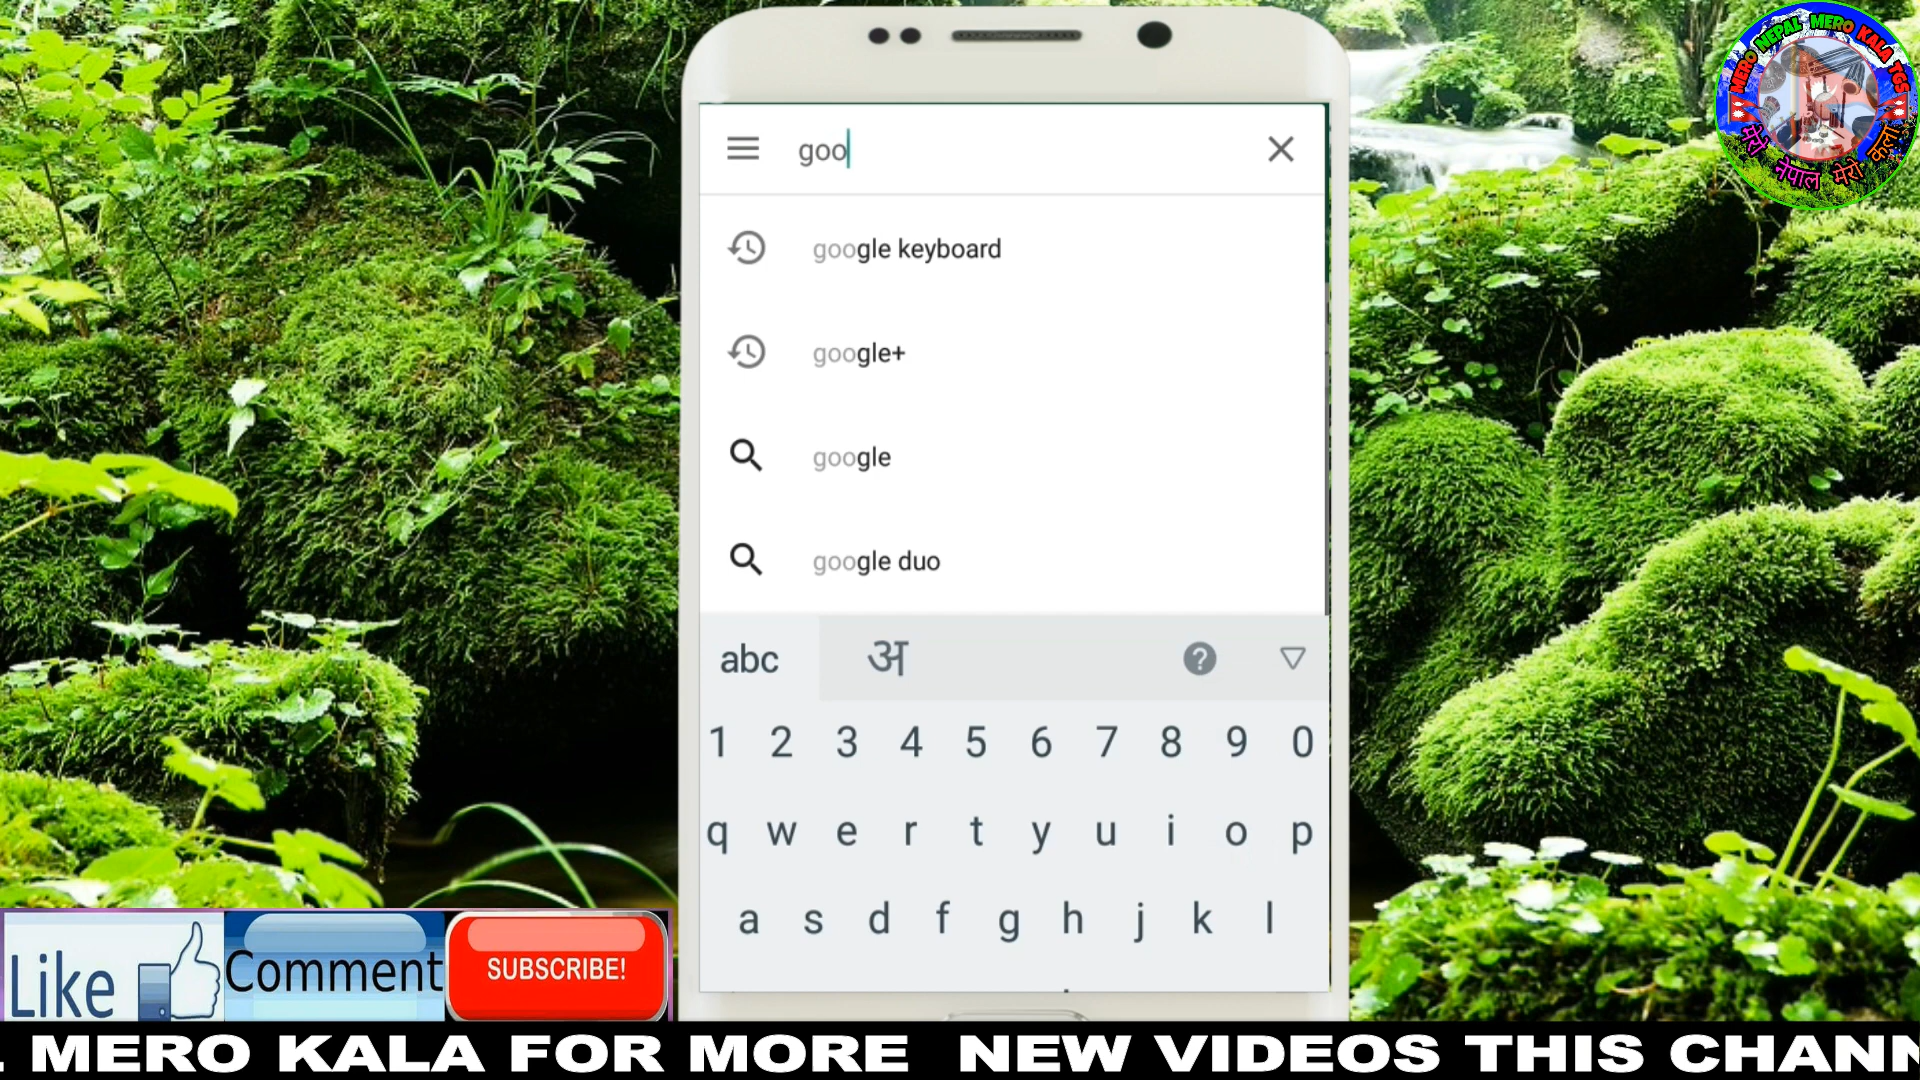 MERO NEPAL MERO KALA TGS
मेरो नेपाल मेरो कला
goo
google keyboard
google+
google
google duo
abc अ ?
1 2 3 4 5 6 7 8 9 0
q w e r t y u i o p
a s d f g h j k l
Like Comment SUBSCRIBE!
MERO KALA FOR MORE NEW VIDEOS THIS CHANN